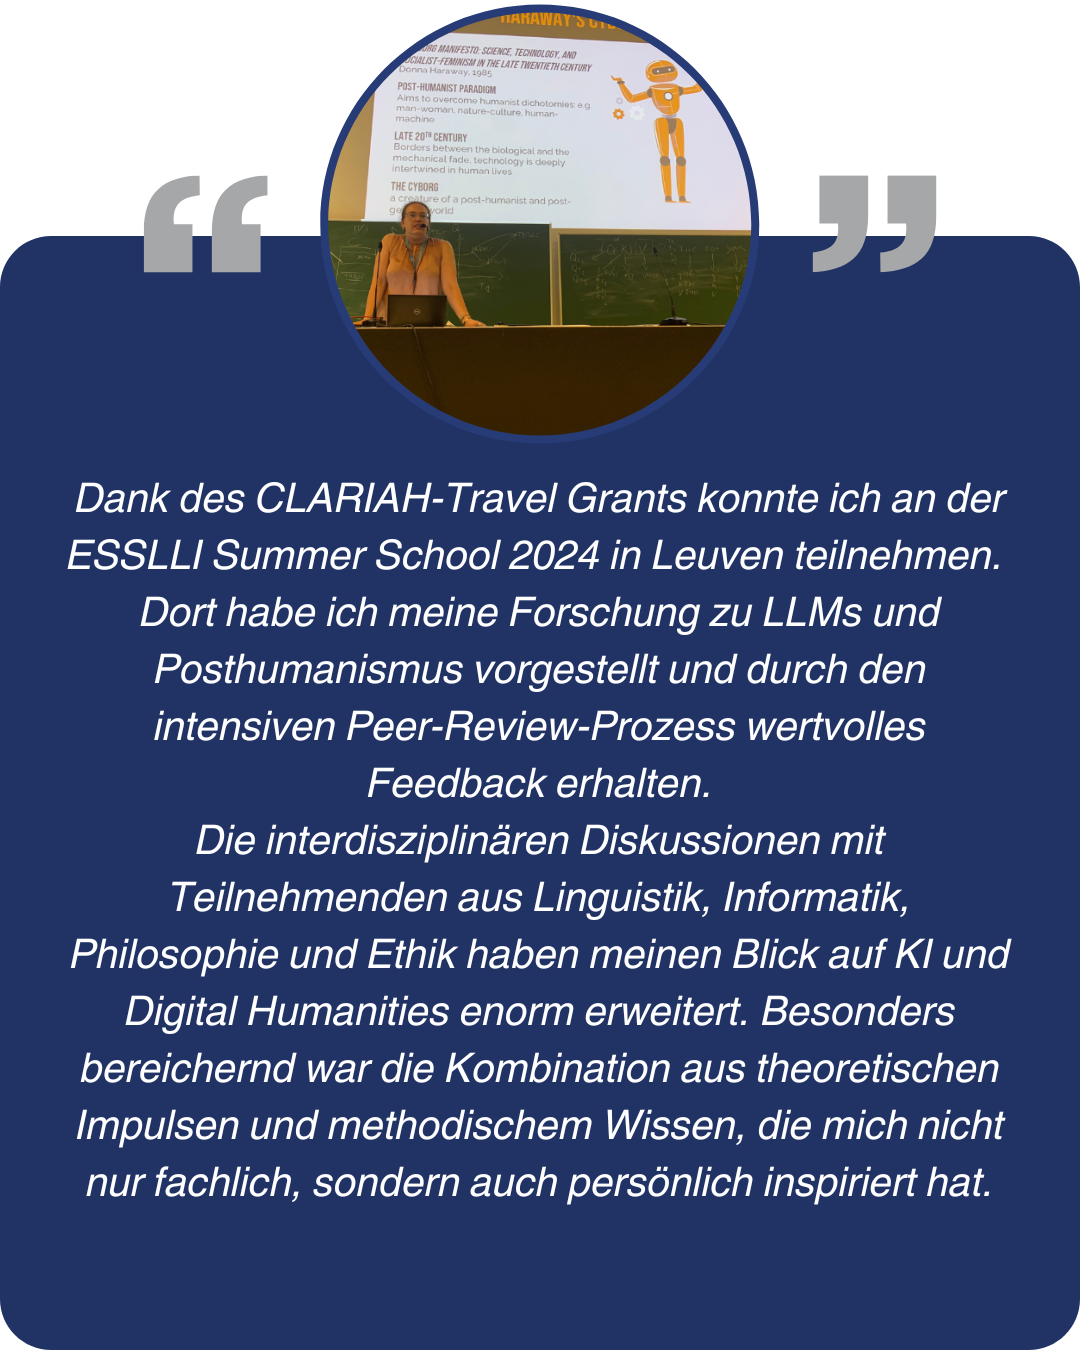 HARAWAY'S
MANIFESTO: SCIENCE, TECHNOLOGY, AND
SOCIALIST-FEMINISM IN THE LATE TWENTIETH CENTURY
Donna Haraway, 1985
POST-HUMANIST PARADIGM
Aims to overcome humanist dichotomies: e.g.
man-woman, nature-culture, human-
machine
LATE 20TH CENTURY
Borders between the biological and the
mechanical fade, technology is deeply
intertwined in human lives
THE CYBORG
a creature of a post-humanist and post-
world
“ ”
Dank des CLARIAH-Travel Grants konnte ich an der
ESSLLI Summer School 2024 in Leuven teilnehmen.
Dort habe ich meine Forschung zu LLMs und
Posthumanismus vorgestellt und durch den
intensiven Peer-Review-Prozess wertvolles
Feedback erhalten.
Die interdisziplinären Diskussionen mit
Teilnehmenden aus Linguistik, Informatik,
Philosophie und Ethik haben meinen Blick auf KI und
Digital Humanities enorm erweitert. Besonders
bereichernd war die Kombination aus theoretischen
Impulsen und methodischem Wissen, die mich nicht
nur fachlich, sondern auch persönlich inspiriert hat.